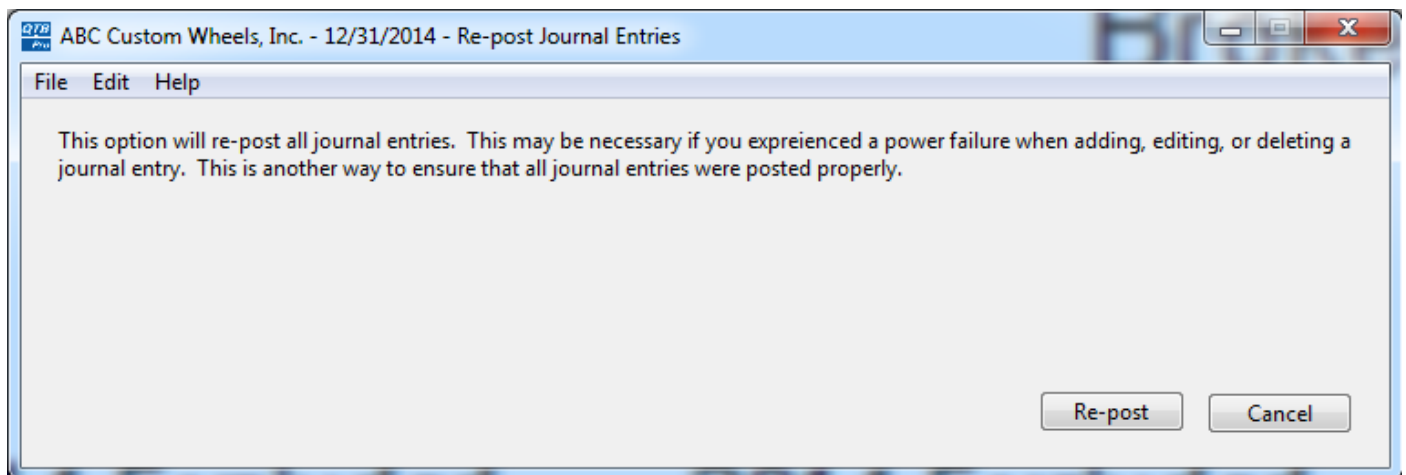 QTB
Pro
ABC Custom Wheels, Inc. - 12/31/2014 - Re-post Journal Entries
File Edit Help
This option will re-post all journal entries. This may be necessary if you expreienced a power failure when adding, editing, or deleting a
journal entry. This is another way to ensure that all journal entries were posted properly.
Re-post Cancel